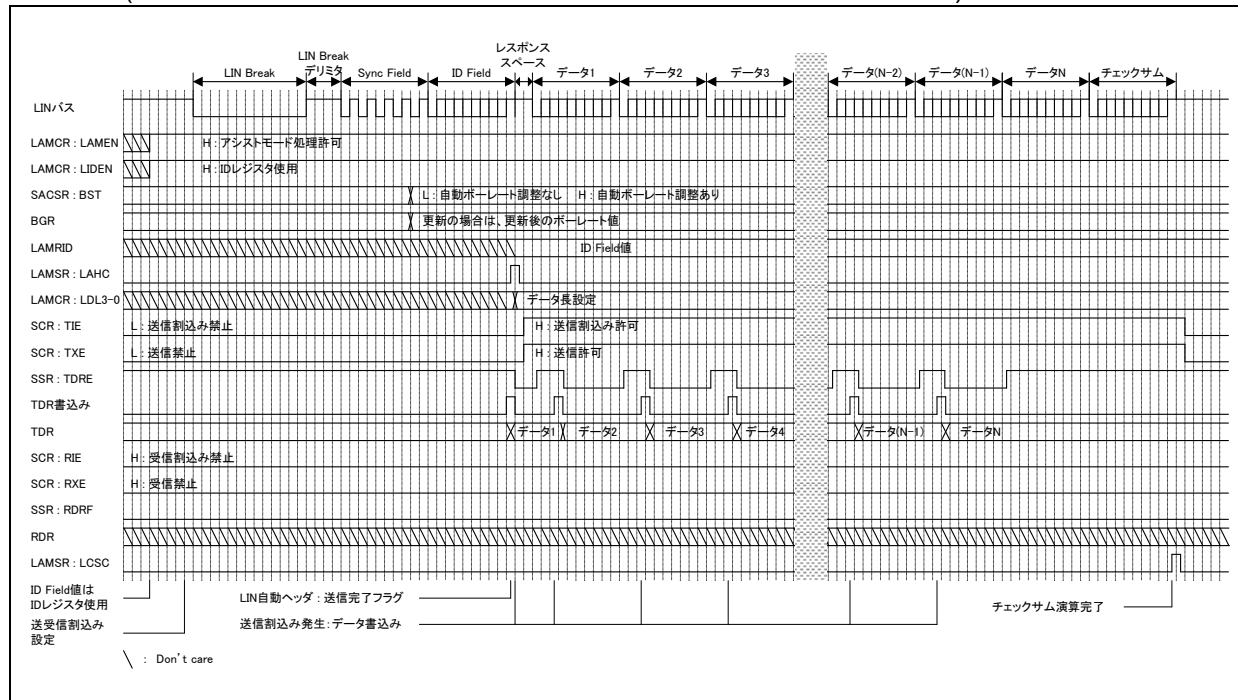 レスポンス
スペース
LIN Break
デリミタ
LIN Break
Sync Field
ID Field
データ1
データ2
データ3
データ(N-2)
データ(N-1)
データN
チェックサム
LINバス
LAMCR : LAMEN
H : アシストモード処理許可
LAMCR : LIDEN
H : IDレジスタ使用
SACSR : BST
L : 自動ボーレート調整なし H : 自動ボーレート調整あり
BGR
更新の場合は、更新後のボーレート値
LAMRID
ID Field値
LAMSR : LAHC
LAMCR : LDL3-0
データ長設定
SCR : TIE
L : 送信割込み禁止
H : 送信割込み許可
SCR : TXE
L : 送信禁止
H : 送信許可
SSR : TDRE
TDR書込み
TDR
データ1
データ2
データ3
データ4
データ(N-1)
データN
SCR : RIE
H : 受信割込み禁止
SCR : RXE
H : 受信禁止
SSR : RDRF
RDR
LAMSR : LCSC
ID Field値は
IDレジスタ使用
LIN自動ヘッダ : 送信完了フラグ
チェックサム演算完了
送受信割込み
設定
送信割込み発生 : データ書込み
\ : Don't care